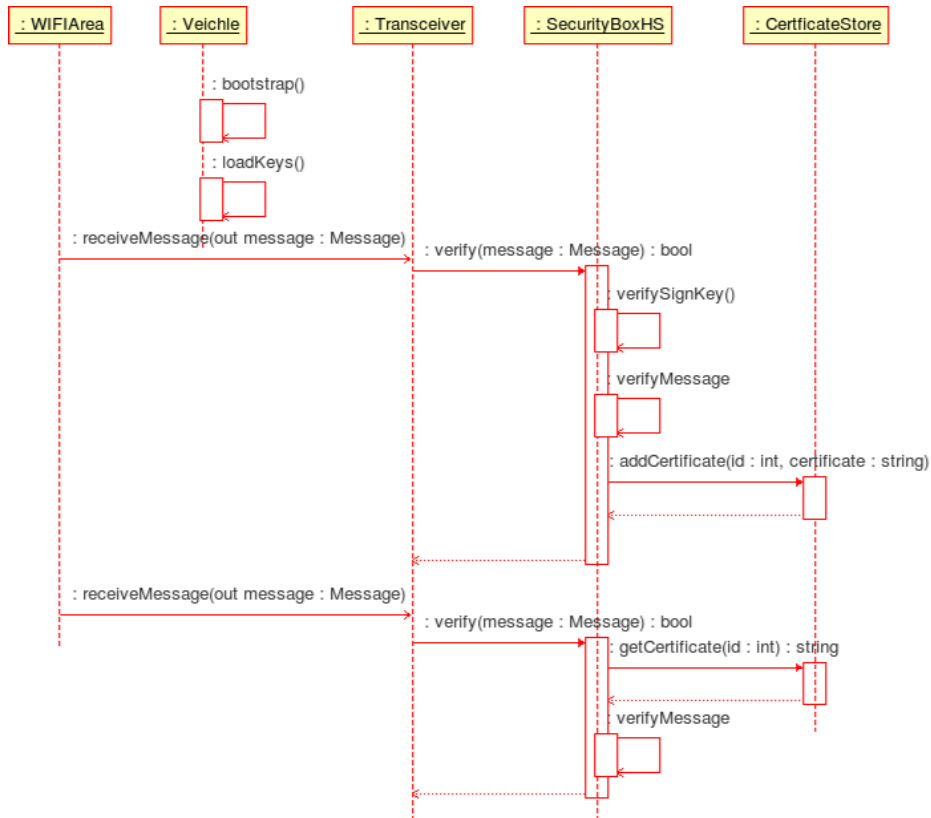 : WIFIArea
: Veichle
: Transceiver
: SecurityBoxHS
: CertficateStore
: bootstrap()
: loadKeys()
: receiveMessage(out message : Message)
: verify(message : Message) : bool
: verifySignKey()
: verifyMessage
: addCertificate(id : int, certificate : string)
: receiveMessage(out message : Message)
: verify(message : Message) : bool
: getCertificate(id : int) : string
: verifyMessage